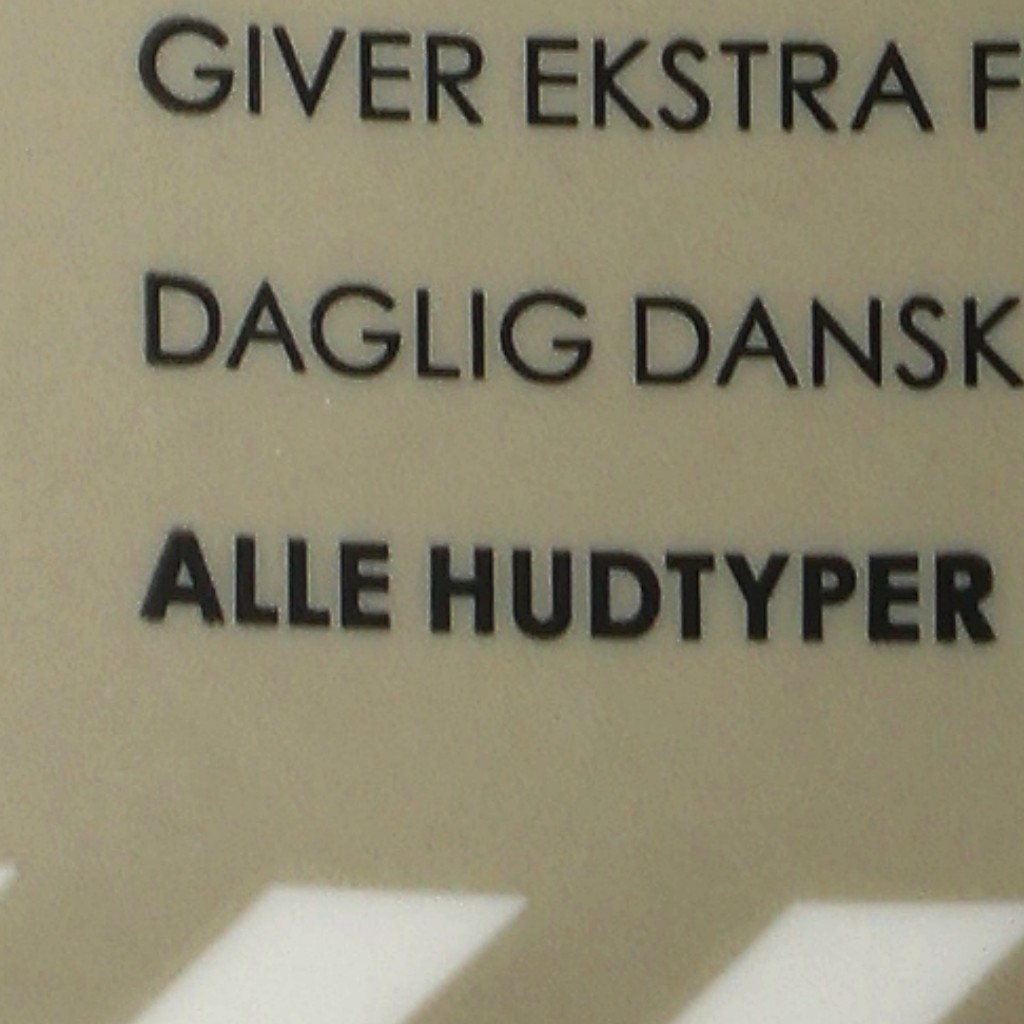 GIVER EKSTRA F
DAGLIG DANSK
ALLE HUDTYPER